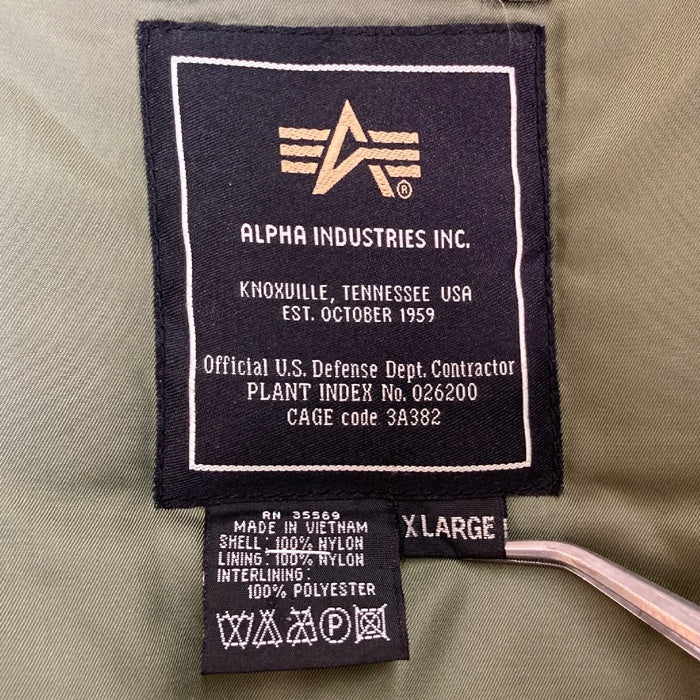 ®
ALPHA INDUSTRIES INC.
KNOXVILLE, TENNESSEE USA
EST. OCTOBER 1959
Official U.S. Defense Dept. Contractor
PLANT INDEX No. 026200
CAGE code 3A382
RN 35569
MADE IN VIETNAM
SHELL: 100% NYLON
LINING: 100% NYLON
INTERLINING:
100% POLYESTER
P
X LARGE